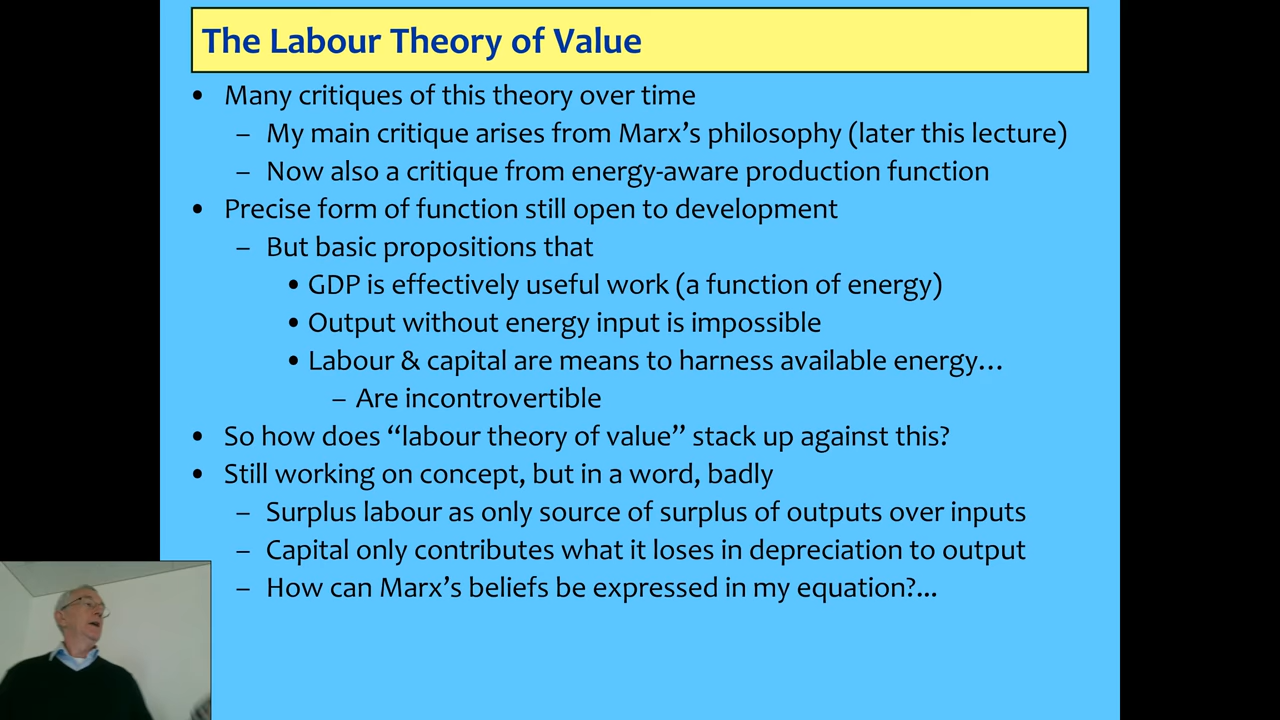 The Labour Theory of Value
• Many critiques of this theory over time
– My main critique arises from Marx’s philosophy (later this lecture)
– Now also a critique from energy-aware production function
• Precise form of function still open to development
– But basic propositions that
• GDP is effectively useful work (a function of energy)
• Output without energy input is impossible
• Labour & capital are means to harness available energy…
– Are incontrovertible
• So how does “labour theory of value” stack up against this?
• Still working on concept, but in a word, badly
– Surplus labour as only source of surplus of outputs over inputs
– Capital only contributes what it loses in depreciation to output
– How can Marx’s beliefs be expressed in my equation?...